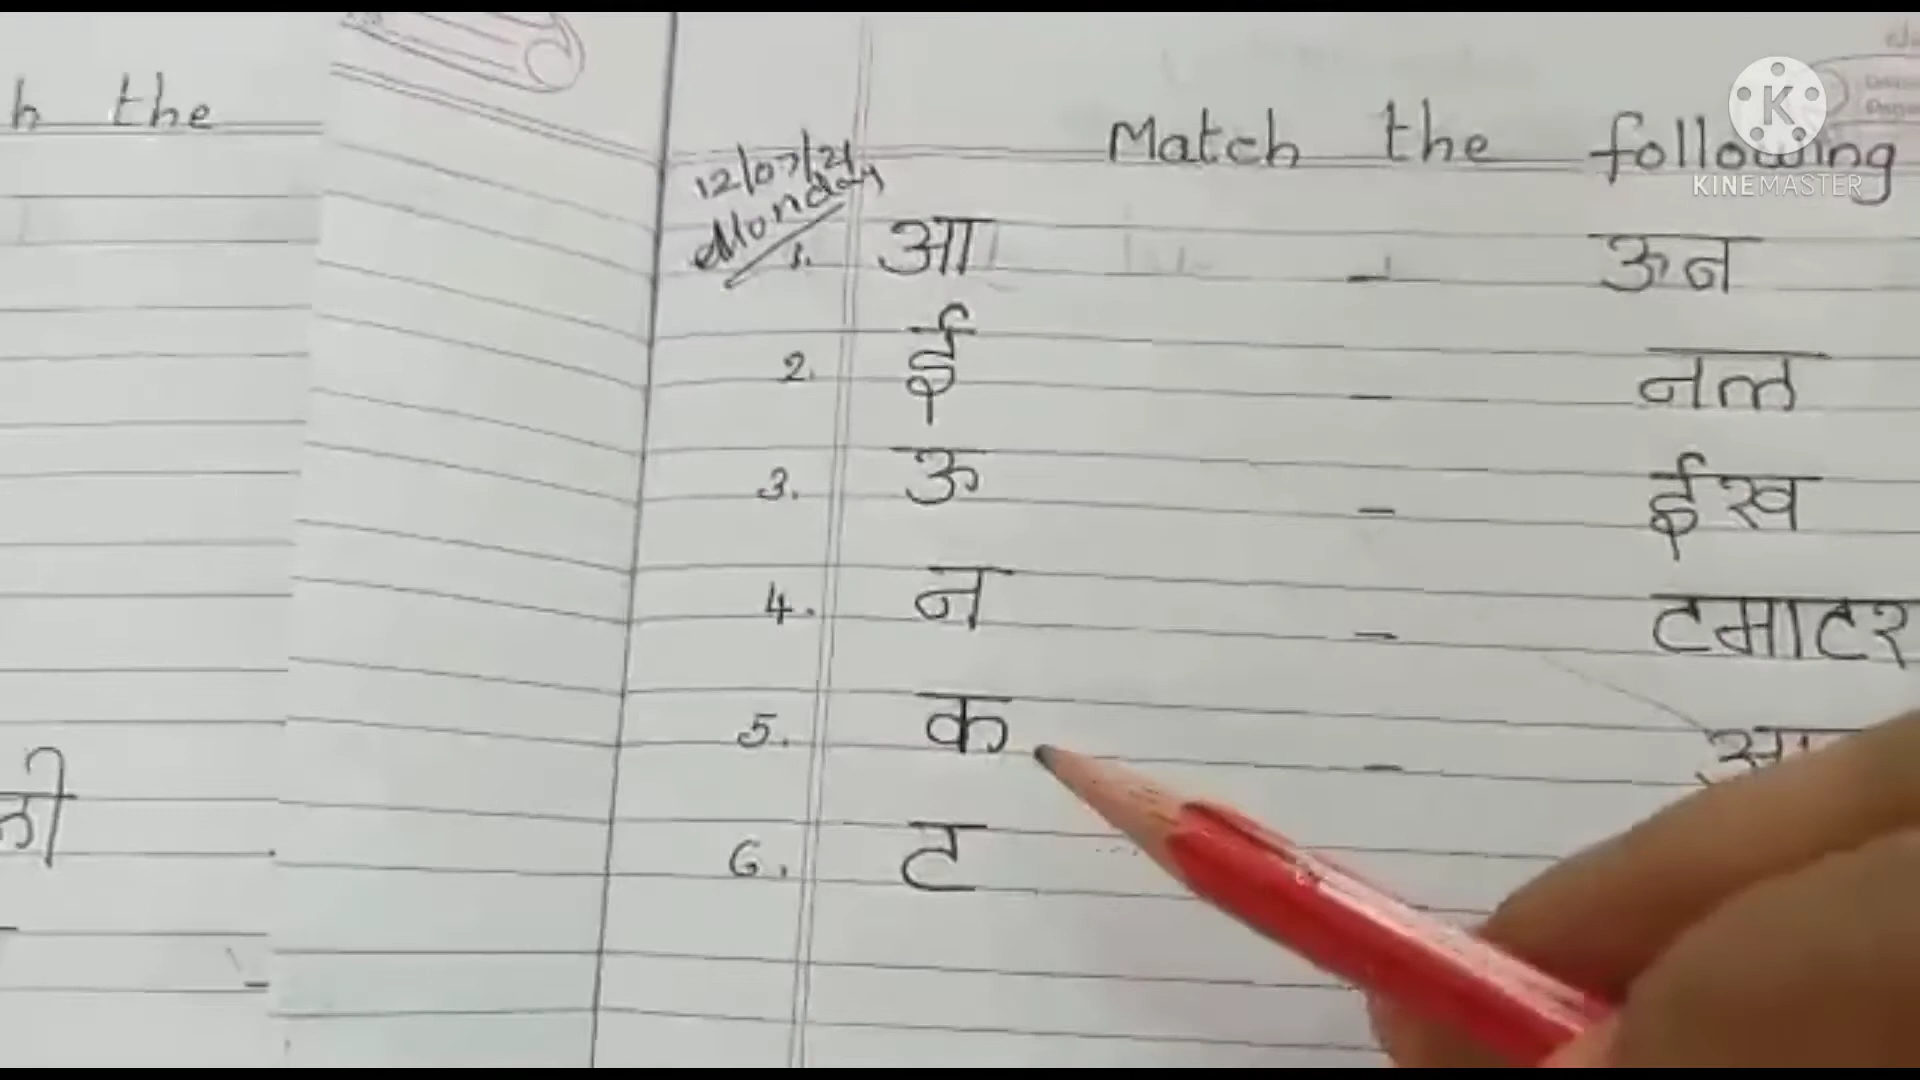 h the
Match the following
12/07/21
Monday
1. आ - ऊन
2. ई - नल
3. ऊ - ईख
4. न - टमाटर
5. क -
6. ट
KINEMASTER